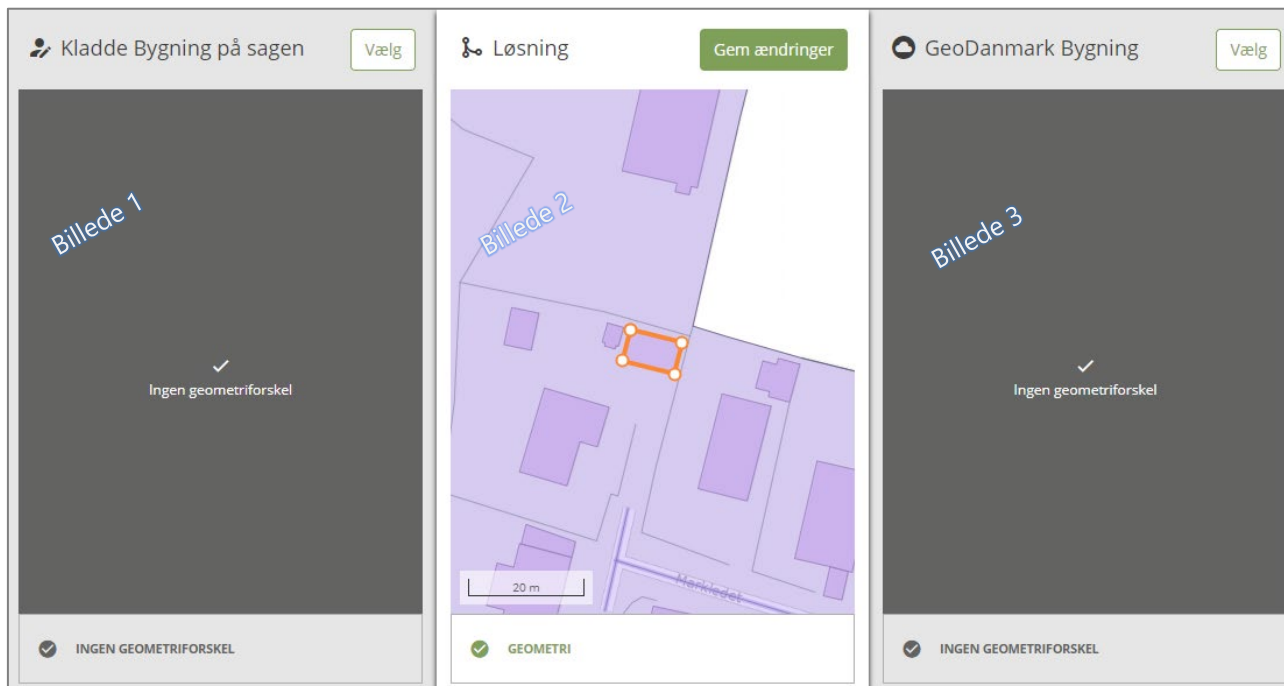 Kladde Bygning på sagen
Vælg
Billede 1
Ingen geometriforskel
INGEN GEOMETRIFORSKEL
Løsning
Gem ændringer
Billede 2
20 m
Markledet
GEOMETRI
GeoDanmark Bygning
Vælg
Billede 3
Ingen geometriforskel
INGEN GEOMETRIFORSKEL